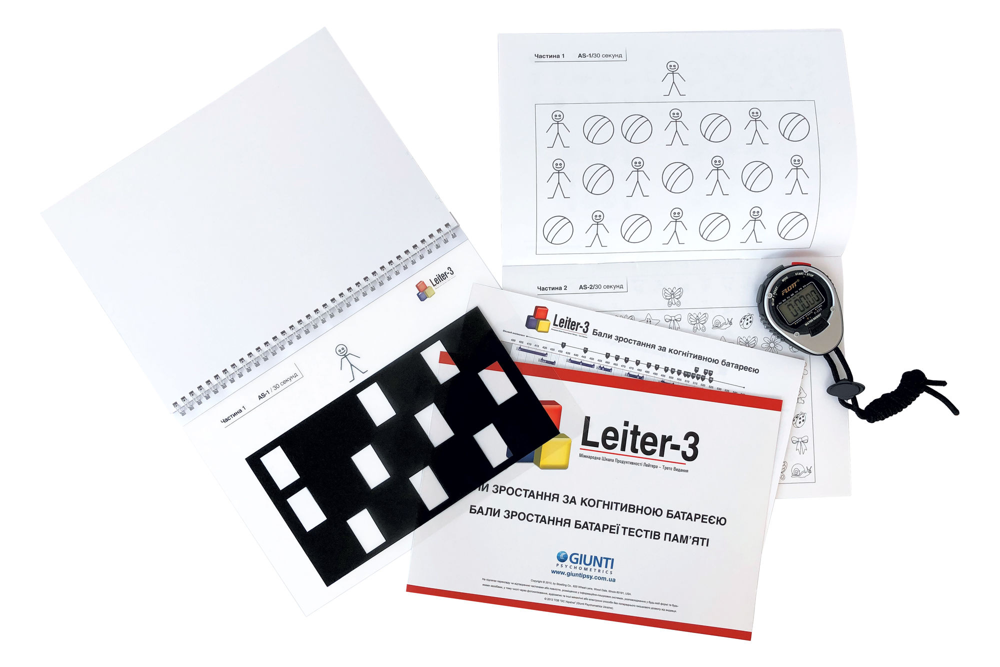 Частина 1 AS-1/30 секунд
Частина 2 AS-2/30 секунд
FLOTT
MODE
START • STOP
WATER RESIST
F-029
Leiter-3
Частина 1 AS-1 / 30 секунд
Leiter-3 Бали зростання за когнітивною батареєю
Віковий еквівалент
400 405 410 415 420 425 430 435 440 445 450 455 460 465 470 475 480 485 490 495 500 505 510 515 520 525 530 535 540
Leiter-3
Міжнародна Шкала Продуктивності Лейтера – Третє Видання
ЗРОСТАННЯ ЗА КОГНІТИВНОЮ БАТАРЕЄЮ
БАЛИ ЗРОСТАННЯ БАТАРЕЇ ТЕСТІВ ПАМ’ЯТІ
GIUNTI
PSYCHOMETRICS
www.giuntipsy.com.ua
Copyright © 2013, by Stoelting Co., 620 Wheat Lane, Wood Dale, Illinois 60191, USA.
Не підлягає перекладу чи відтворенню частинами або повністю, розміщенню у інформаційно-пошукових системах, розповсюдженню у будь-якій формі та будь-
якими засобами, у тому числі через фотокопіювання, аудіозапис та інші механічні або електронні способи без попереднього письмового дозволу від видавця.
© 2013 ТОВ "ОС Україна" (Giunti Psychometrics Ukraine).